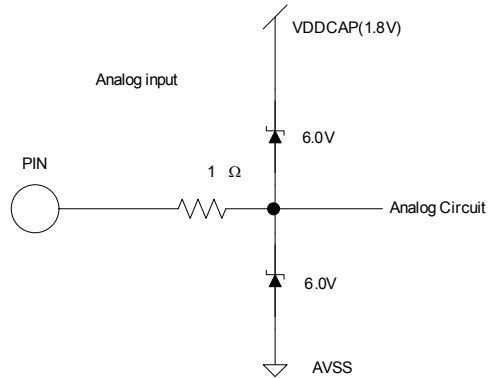 VDDCAP(1.8V)
Analog input
6.0V
PIN
1 Ω
Analog Circuit
6.0V
AVSS